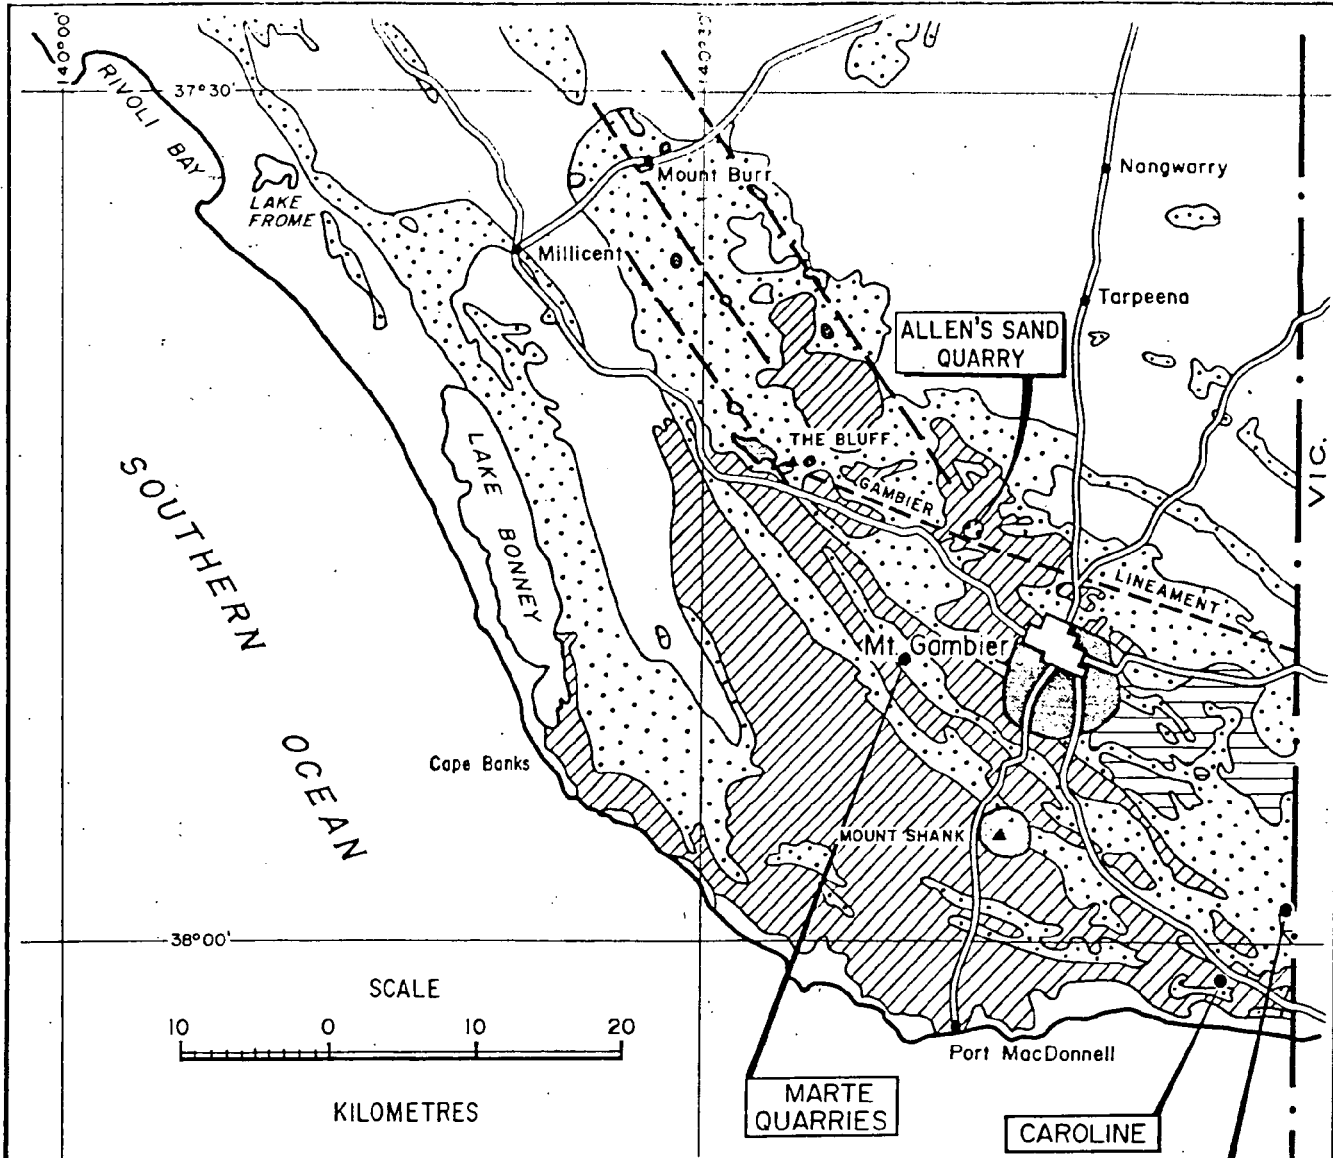 140°00'
140°30'
37°30'
RIVOLI BAY
LAKE
FROME
Mount Burr
Nangwarry
Millicent
Tarpeena
ALLEN'S SAND
QUARRY
THE BLUFF
GAMBIER
LINEAMENT
VIC.
LAKE BONNEY
SOUTHERN
OCEAN
Mt. Gambier
Cape Banks
MOUNT SHANK
38°00'
SCALE
10 0 10 20
KILOMETRES
Port MacDonnell
MARTE
QUARRIES
CAROLINE